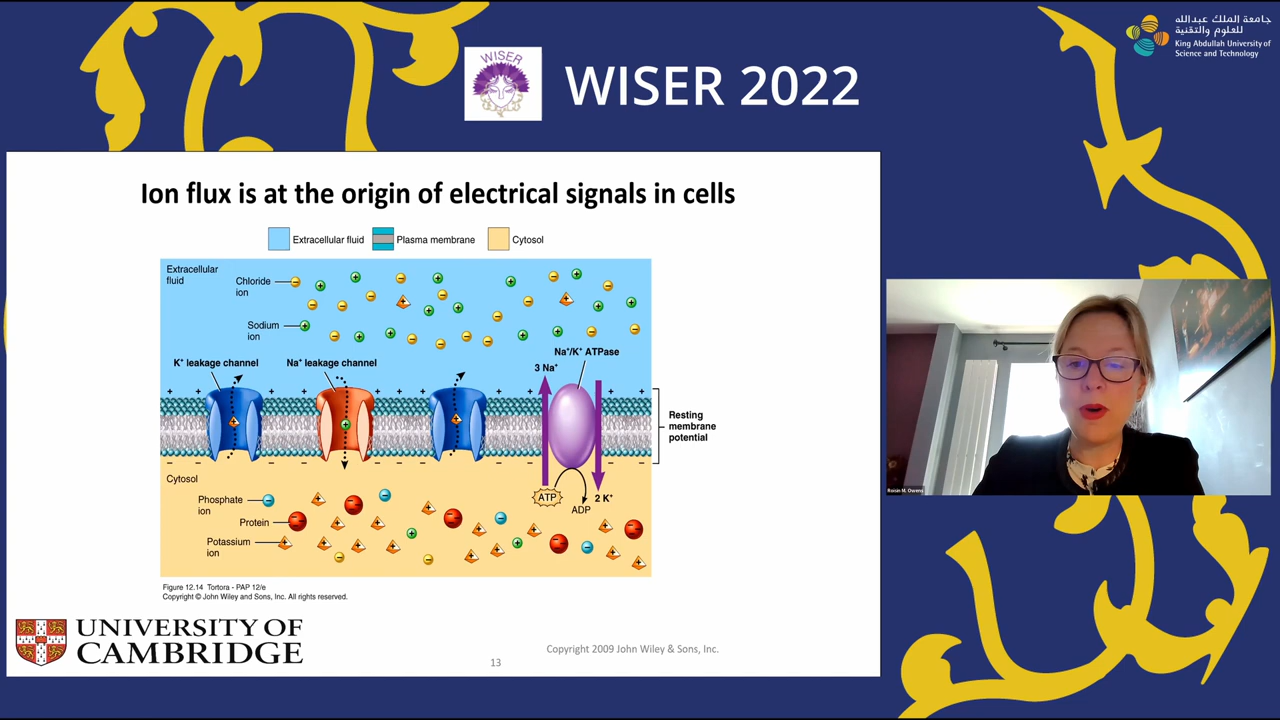 جامعة الملك عبدالله
للعلوم والتقنية
King Abdullah University of
Science and Technology
WISER
WISER 2022
Ion flux is at the origin of electrical signals in cells
Extracellular fluid
Plasma membrane
Cytosol
Extracellular
fluid
Chloride
ion
Sodium
ion
K⁺ leakage channel
Na⁺ leakage channel
Na⁺/K⁺ ATPase
3 Na⁺
Resting
membrane
potential
Cytosol
Phosphate
ion
Protein
Potassium
ion
ATP
ADP
2 K⁺
Figure 12.14 Tortora - PAP 12/e
Copyright © John Wiley and Sons, Inc. All rights reserved.
UNIVERSITY OF
CAMBRIDGE
Copyright 2009 John Wiley & Sons, Inc.
13
Roisin M. Owens